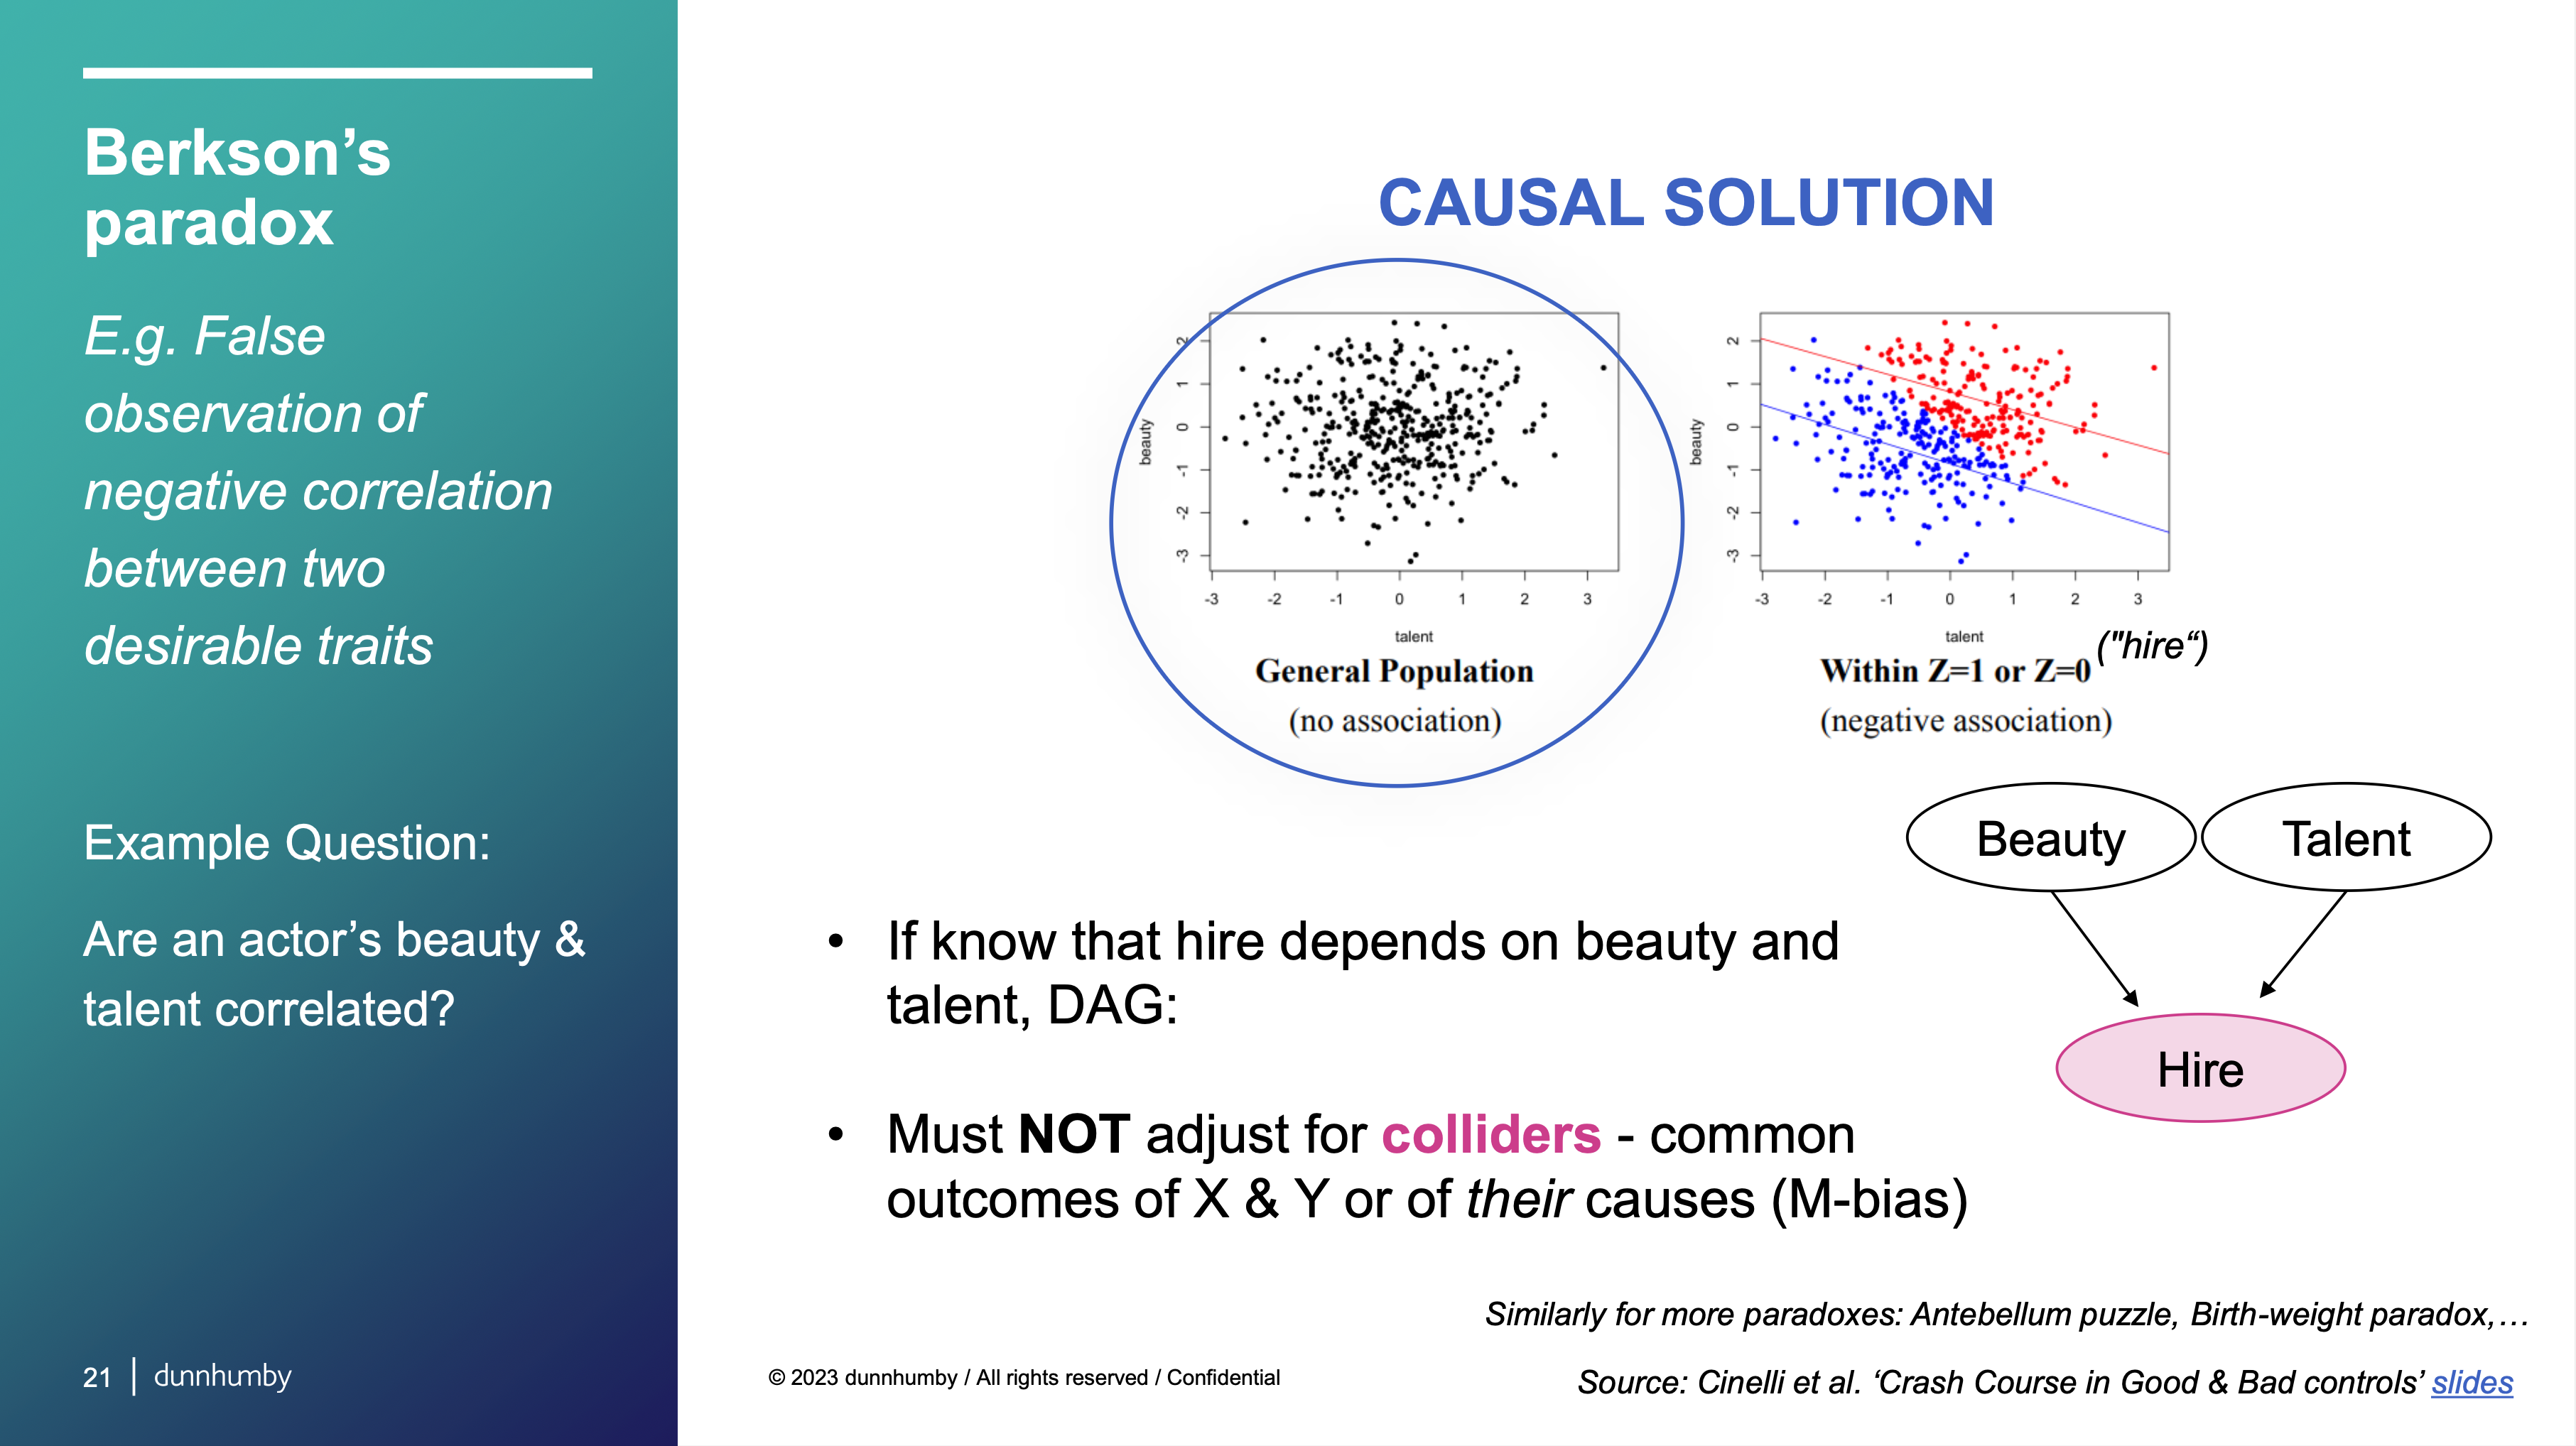 Berkson’s
paradox
E.g. False
observation of
negative correlation
between two
desirable traits
Example Question:
Are an actor’s beauty &
talent correlated?
21
dunnhumby
CAUSAL SOLUTION
2
1
0
-1
-2
-3
beauty
-3 -2 -1 0 1 2 3
talent
General Population
(no association)
2
1
0
-1
-2
-3
beauty
-3 -2 -1 0 1 2 3
talent
("hire“)
Within Z=1 or Z=0
(negative association)
Beauty
Talent
Hire
• If know that hire depends on beauty and
talent, DAG:
• Must NOT adjust for colliders - common
outcomes of X & Y or of their causes (M-bias)
Similarly for more paradoxes: Antebellum puzzle, Birth-weight paradox,…
© 2023 dunnhumby / All rights reserved / Confidential
Source: Cinelli et al. ‘Crash Course in Good & Bad controls’ slides